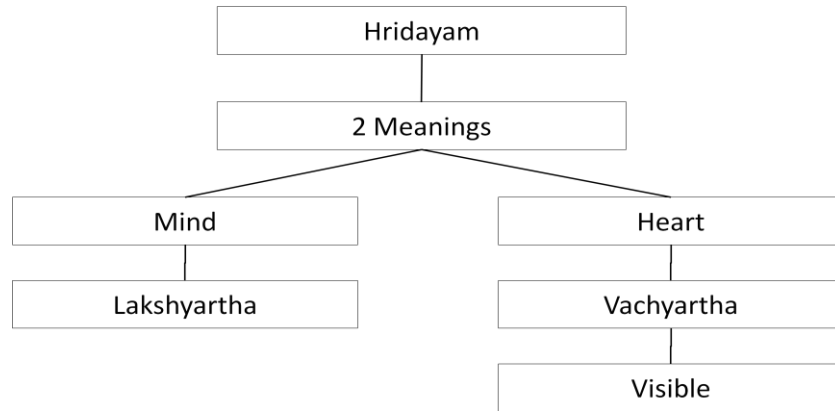 Hridayam
2 Meanings
Mind
Heart
Lakshyartha
Vachyartha
Visible